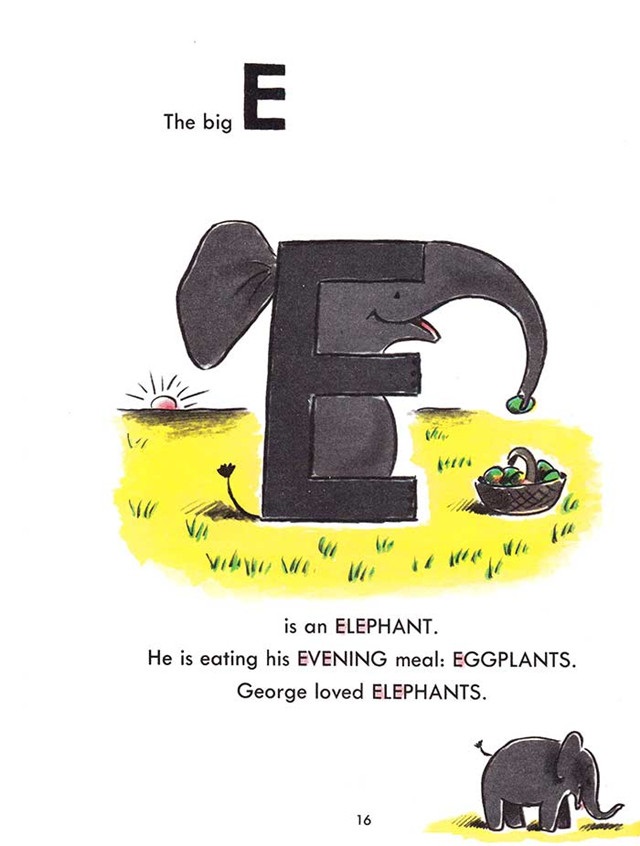 The big E
is an ELEPHANT.
He is eating his EVENING meal: EGGPLANTS.
George loved ELEPHANTS.
16